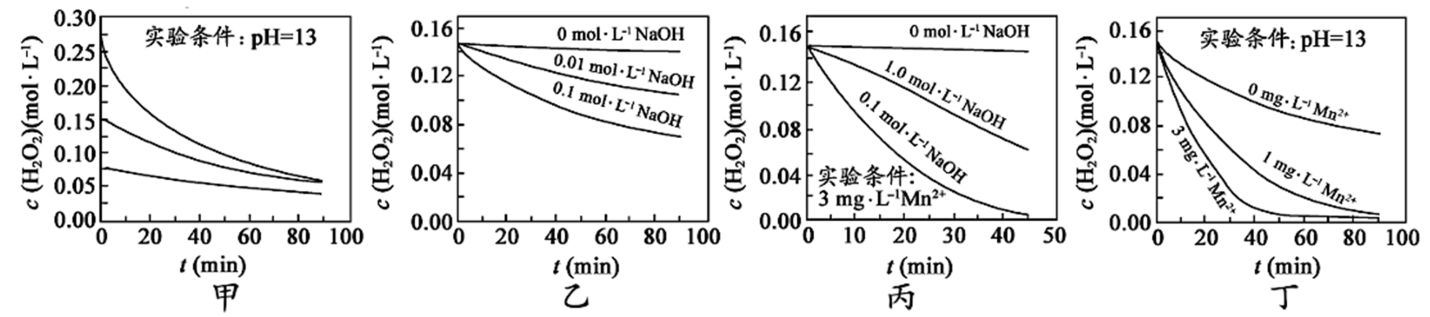 c (H₂O₂)(mol· L⁻¹)
0.30
0.25
0.20
0.15
0.10
0.05
0.00
实验条件：pH=13
0 20 40 60 80 100
t (min)
甲
c (H₂O₂)(mol· L⁻¹)
0.16
0.12
0.08
0.04
0.00
0 mol·L⁻¹ NaOH
0.01 mol·L⁻¹ NaOH
0.1 mol·L⁻¹ NaOH
0 20 40 60 80 100
t (min)
乙
c (H₂O₂)(mol· L⁻¹)
0.16
0.12
0.08
0.04
0.00
0 mol·L⁻¹ NaOH
1.0 mol·L⁻¹ NaOH
0.1 mol·L⁻¹ NaOH
实验条件:
3 mg·L⁻¹Mn²⁺
0 10 20 30 40 50
t (min)
丙
c (H₂O₂)(mol· L⁻¹)
0.16
0.12
0.08
0.04
0.00
实验条件：pH=13
0 mg·L⁻¹ Mn²⁺
1 mg·L⁻¹ Mn²⁺
3 mg·L⁻¹ Mn²⁺
0 20 40 60 80 100
t (min)
丁